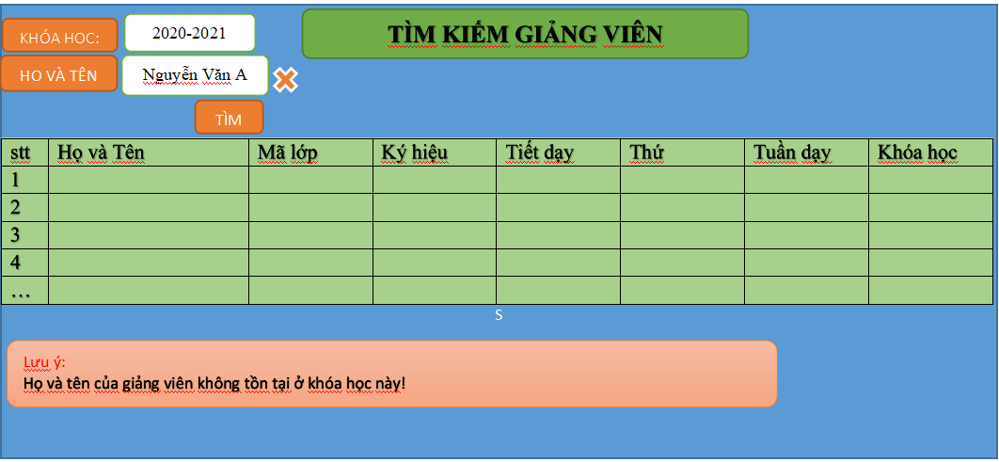 KHÓA HỌC:
2020-2021
TÌM KIẾM GIẢNG VIÊN
HỌ VÀ TÊN
Nguyễn Văn A
TÌM
stt Họ và Tên Mã lớp Ký hiệu Tiết dạy Thứ Tuần dạy Khóa học
1
2
3
4
…
S
Lưu ý:
Họ và tên của giảng viên không tồn tại ở khóa học này!